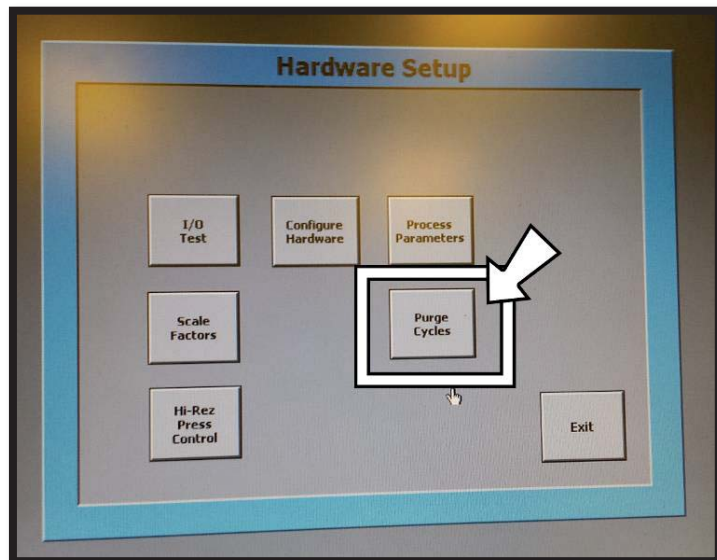 Hardware Setup
I/O
Test
Configure
Hardware
Process
Parameters
Scale
Factors
Purge
Cycles
Hi-Rez
Press
Control
Exit